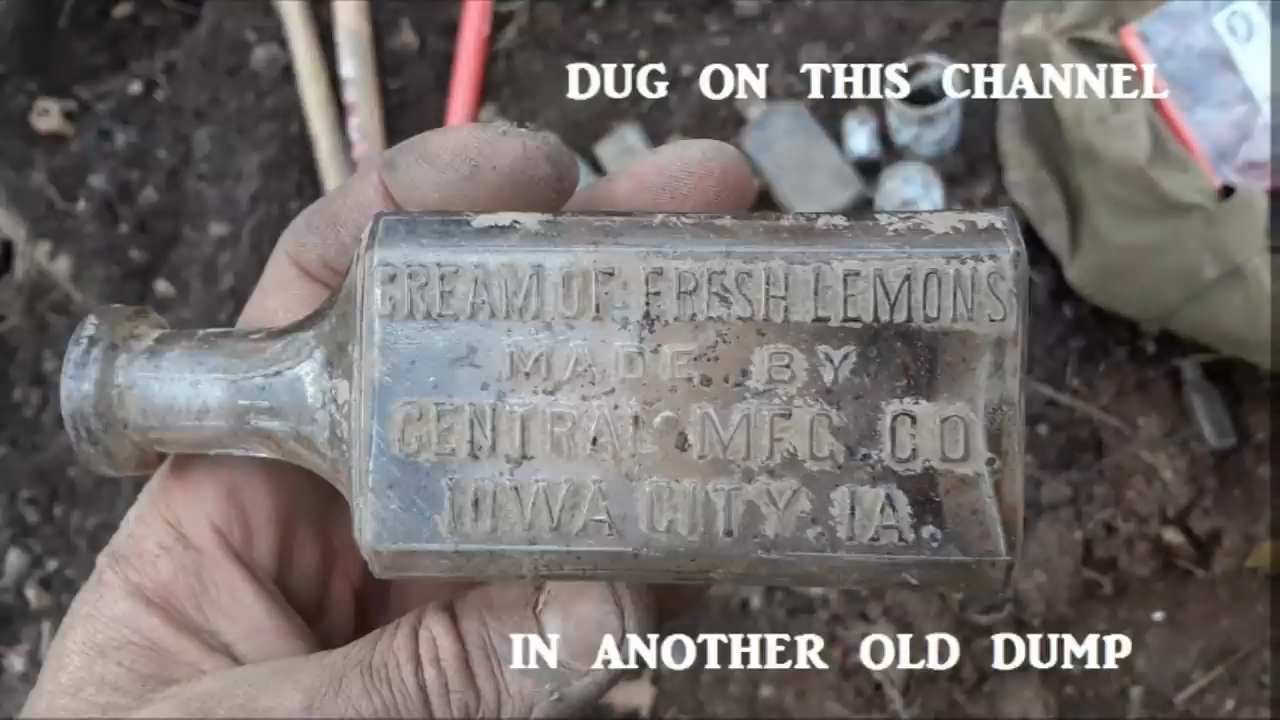 DUG ON THIS CHANNEL
CREAM OF FRESH LEMONS
MADE BY
CENTRAL MFG. CO.
IOWA CITY. IA.
IN ANOTHER OLD DUMP